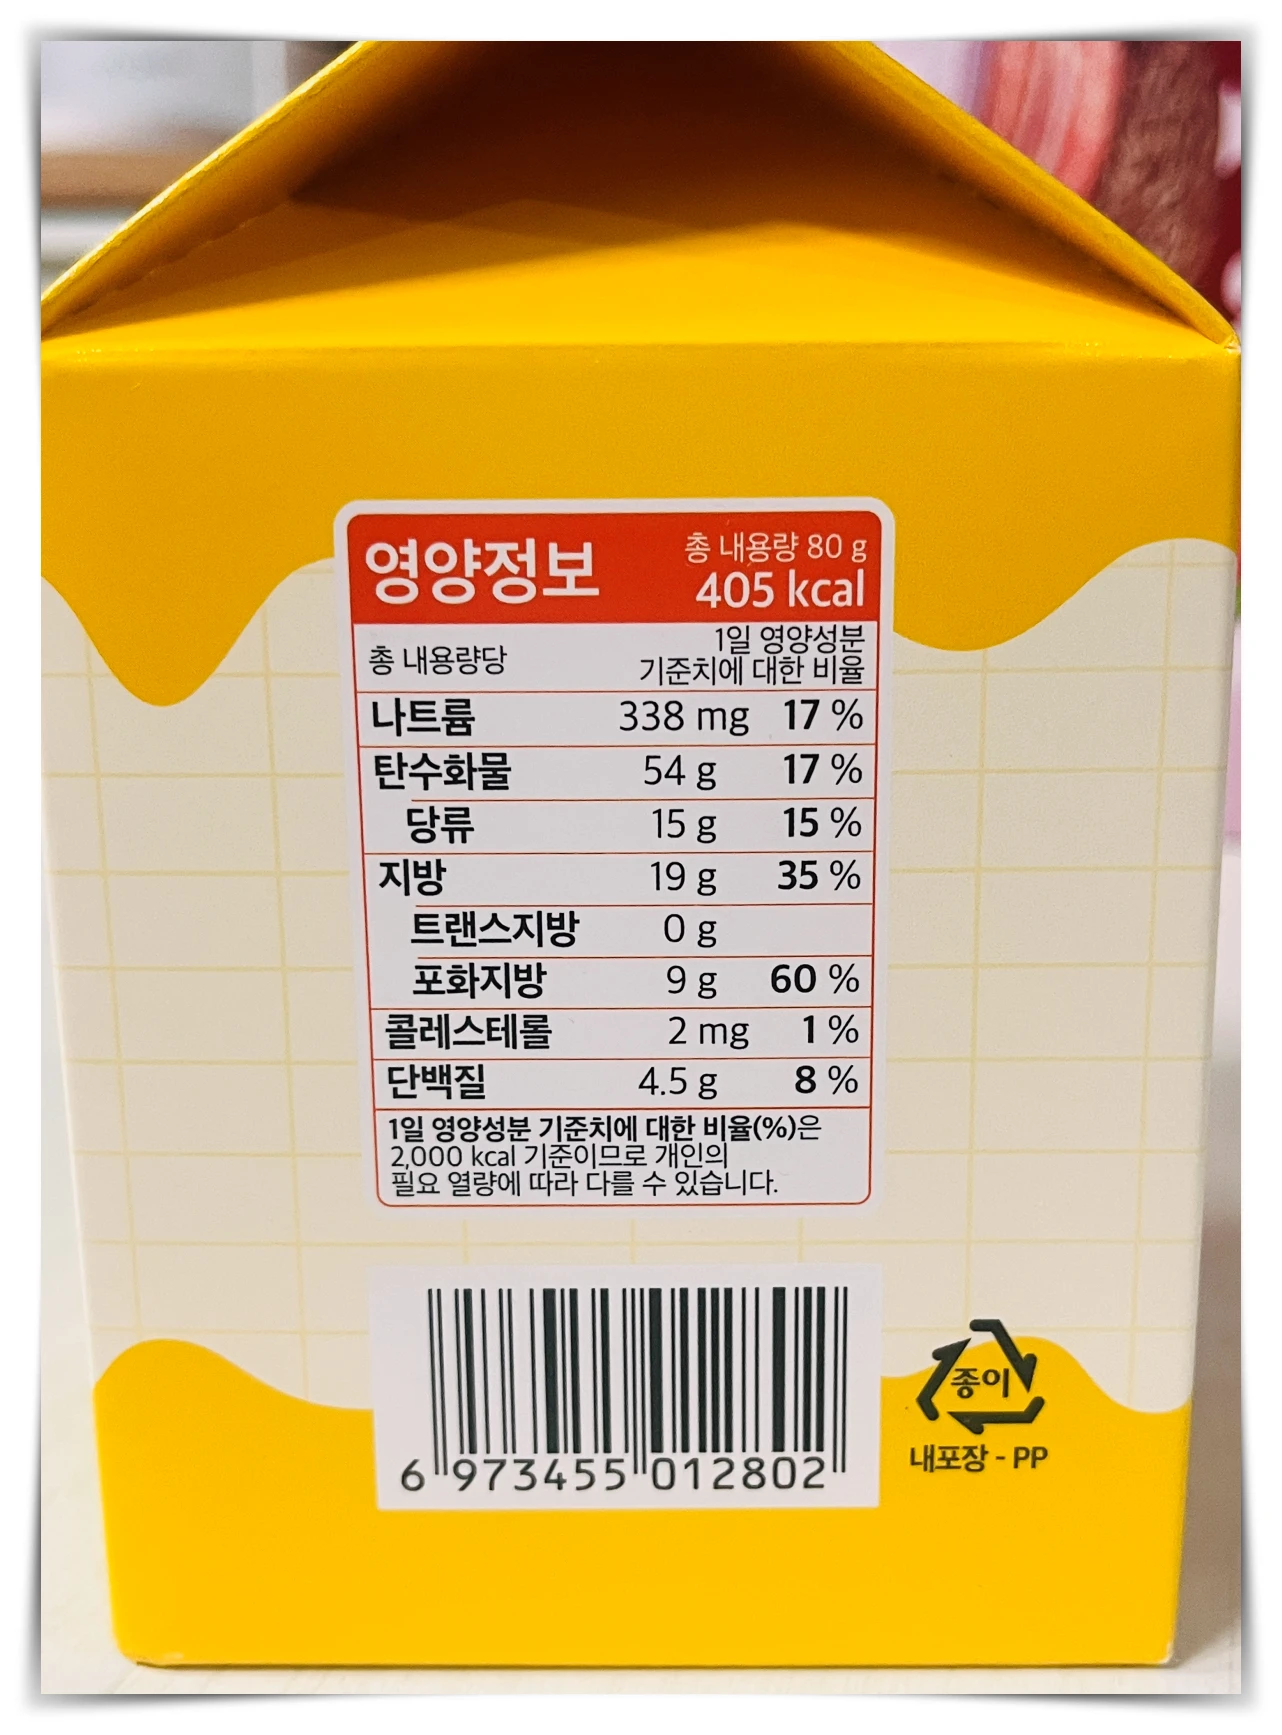 영양정보
총 내용량 80 g
405 kcal
총 내용량당
1일 영양성분
기준치에 대한 비율
나트륨 338 mg 17 %
탄수화물 54 g 17 %
당류 15 g 15 %
지방 19 g 35 %
트랜스지방 0 g
포화지방 9 g 60 %
콜레스테롤 2 mg 1 %
단백질 4.5 g 8 %
1일 영양성분 기준치에 대한 비율(%)은
2,000 kcal 기준이므로 개인의
필요 열량에 따라 다를 수 있습니다.
6 973455 012802
종이
내포장 - PP